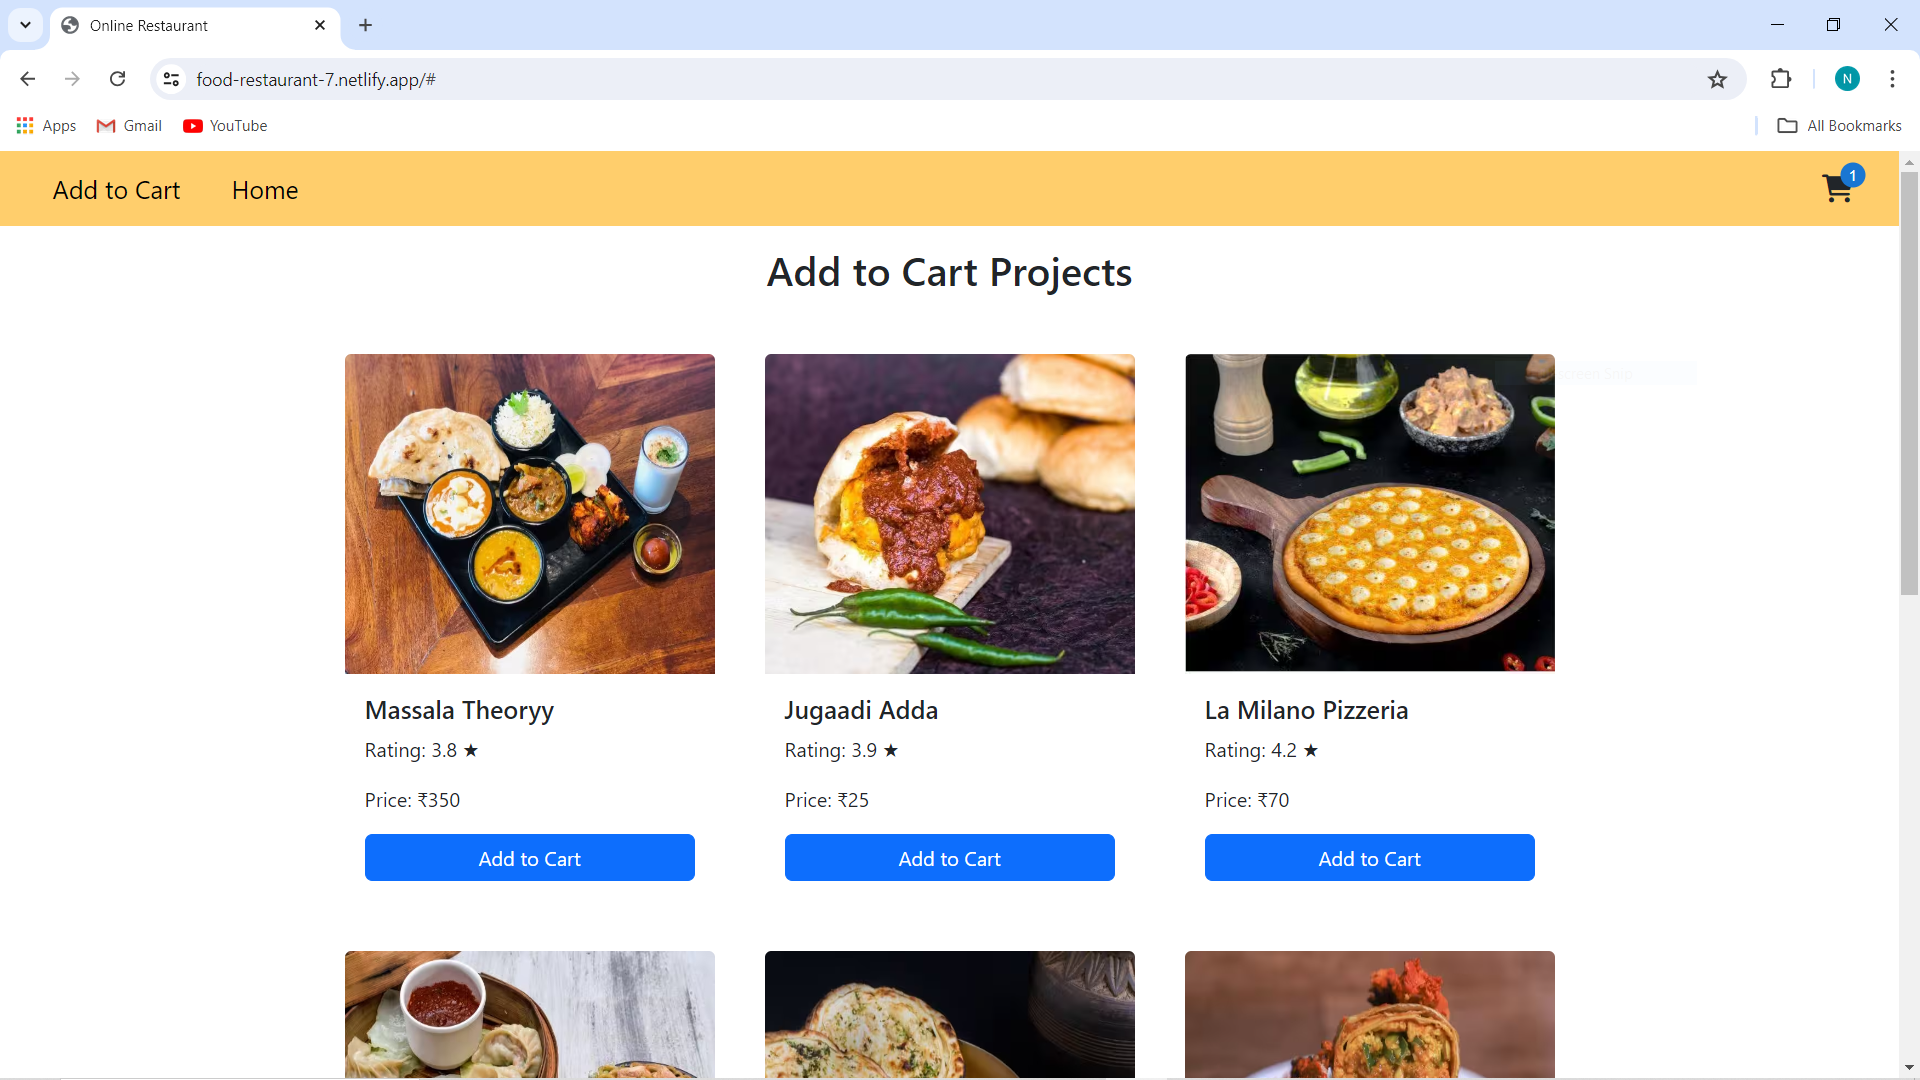 Online Restaurant
food-restaurant-7.netlify.app/#
N
Apps Gmail YouTube All Bookmarks
Add to Cart Home 1
Add to Cart Projects
Massala Theoryy
Rating: 3.8 ★
Price: ₹350
Add to Cart
Jugaadi Adda
Rating: 3.9 ★
Price: ₹25
Add to Cart
La Milano Pizzeria
Rating: 4.2 ★
Price: ₹70
Add to Cart